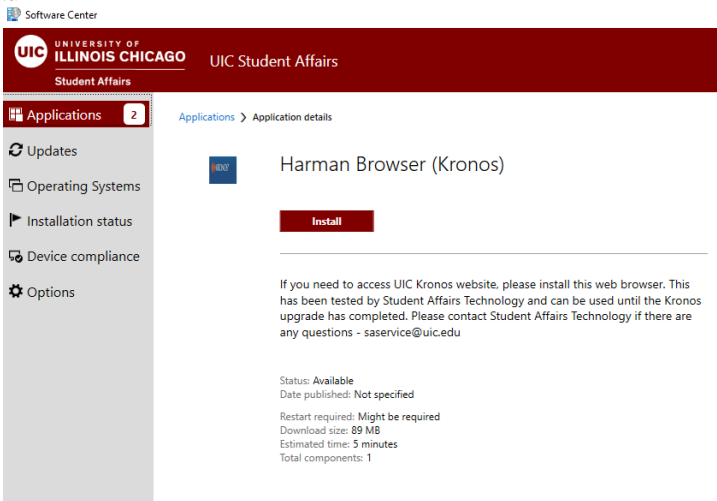 Software Center
UIC
UNIVERSITY OF
ILLINOIS CHICAGO
Student Affairs
UIC Student Affairs
Applications 2
Updates
Operating Systems
Installation status
Device compliance
Options
Applications > Application details
Harman Browser (Kronos)
Install
If you need to access UIC Kronos website, please install this web browser. This
has been tested by Student Affairs Technology and can be used until the Kronos
upgrade has completed. Please contact Student Affairs Technology if there are
any questions - saservice@uic.edu
Status: Available
Date published: Not specified
Restart required: Might be required
Download size: 89 MB
Estimated time: 5 minutes
Total components: 1